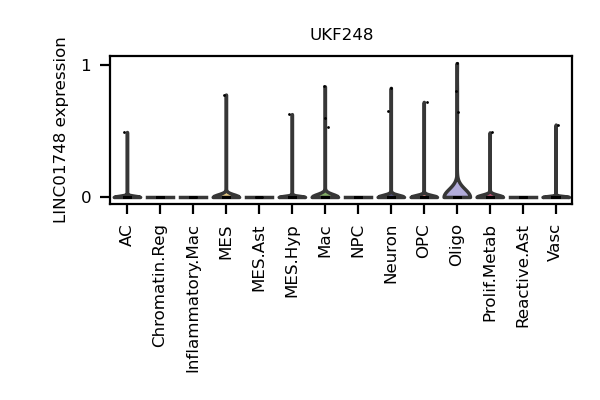 UKF248
LINC01748 expression
1
0
AC
Chromatin.Reg
Inflammatory.Mac
MES
MES.Ast
MES.Hyp
Mac
NPC
Neuron
OPC
Oligo
Prolif.Metab
Reactive.Ast
Vasc